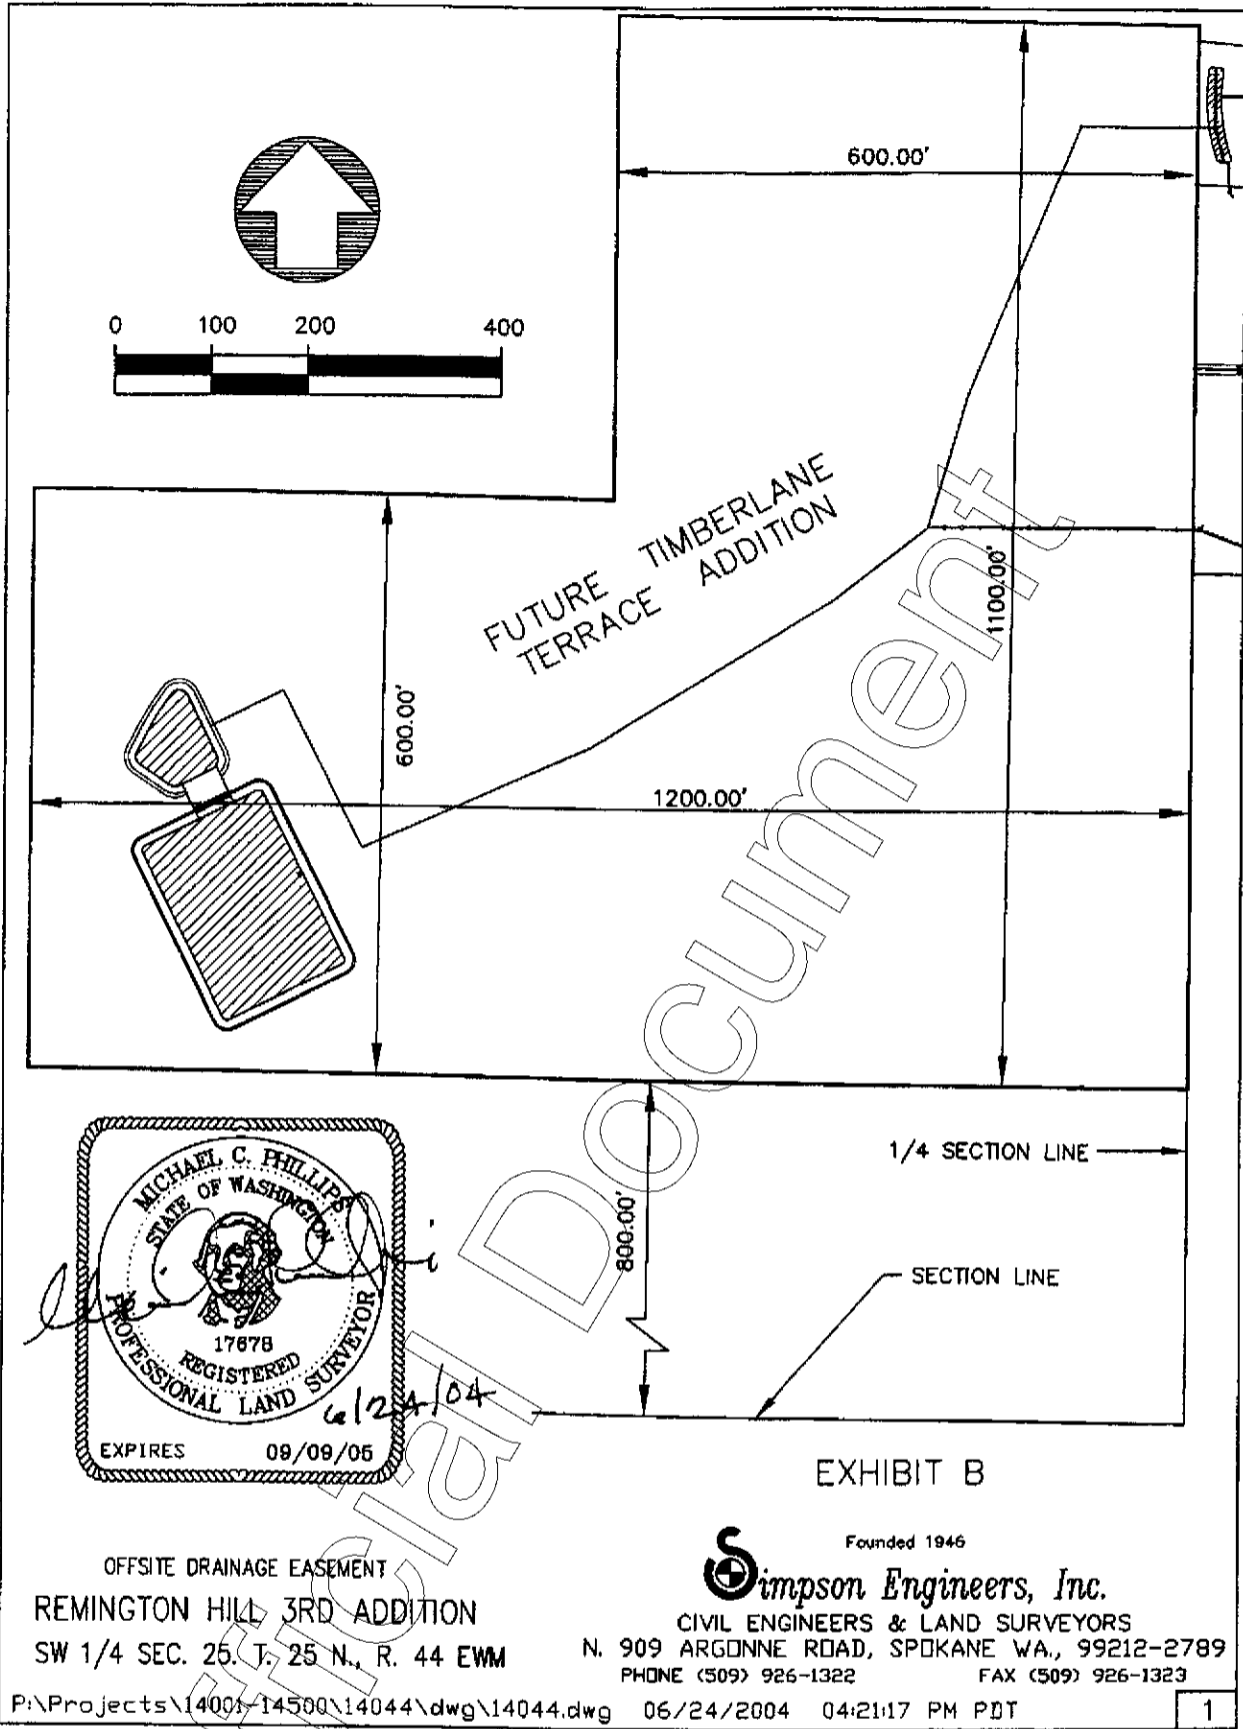 600.00'
0 100 200 400
FUTURE TIMBERLANE
TERRACE ADDITION
1100.00'
600.00'
1200.00'
1/4 SECTION LINE
800.00'
SECTION LINE
MICHAEL C. PHILLIPS
STATE OF WASHINGTON
17678
REGISTERED
PROFESSIONAL LAND SURVEYOR
6/24/04
EXPIRES 09/09/05
EXHIBIT B
OFFSITE DRAINAGE EASEMENT
REMINGTON HILL 3RD ADDITION
SW 1/4 SEC. 25. T. 25 N., R. 44 EWM
Founded 1946
Simpson Engineers, Inc.
CIVIL ENGINEERS & LAND SURVEYORS
N. 909 ARGONNE ROAD, SPOKANE WA., 99212-2789
PHONE (509) 926-1322 FAX (509) 926-1323
P:\Projects\14001-14500\14044\dwg\14044.dwg 06/24/2004 04:21:17 PM PDT
1
fficial Document